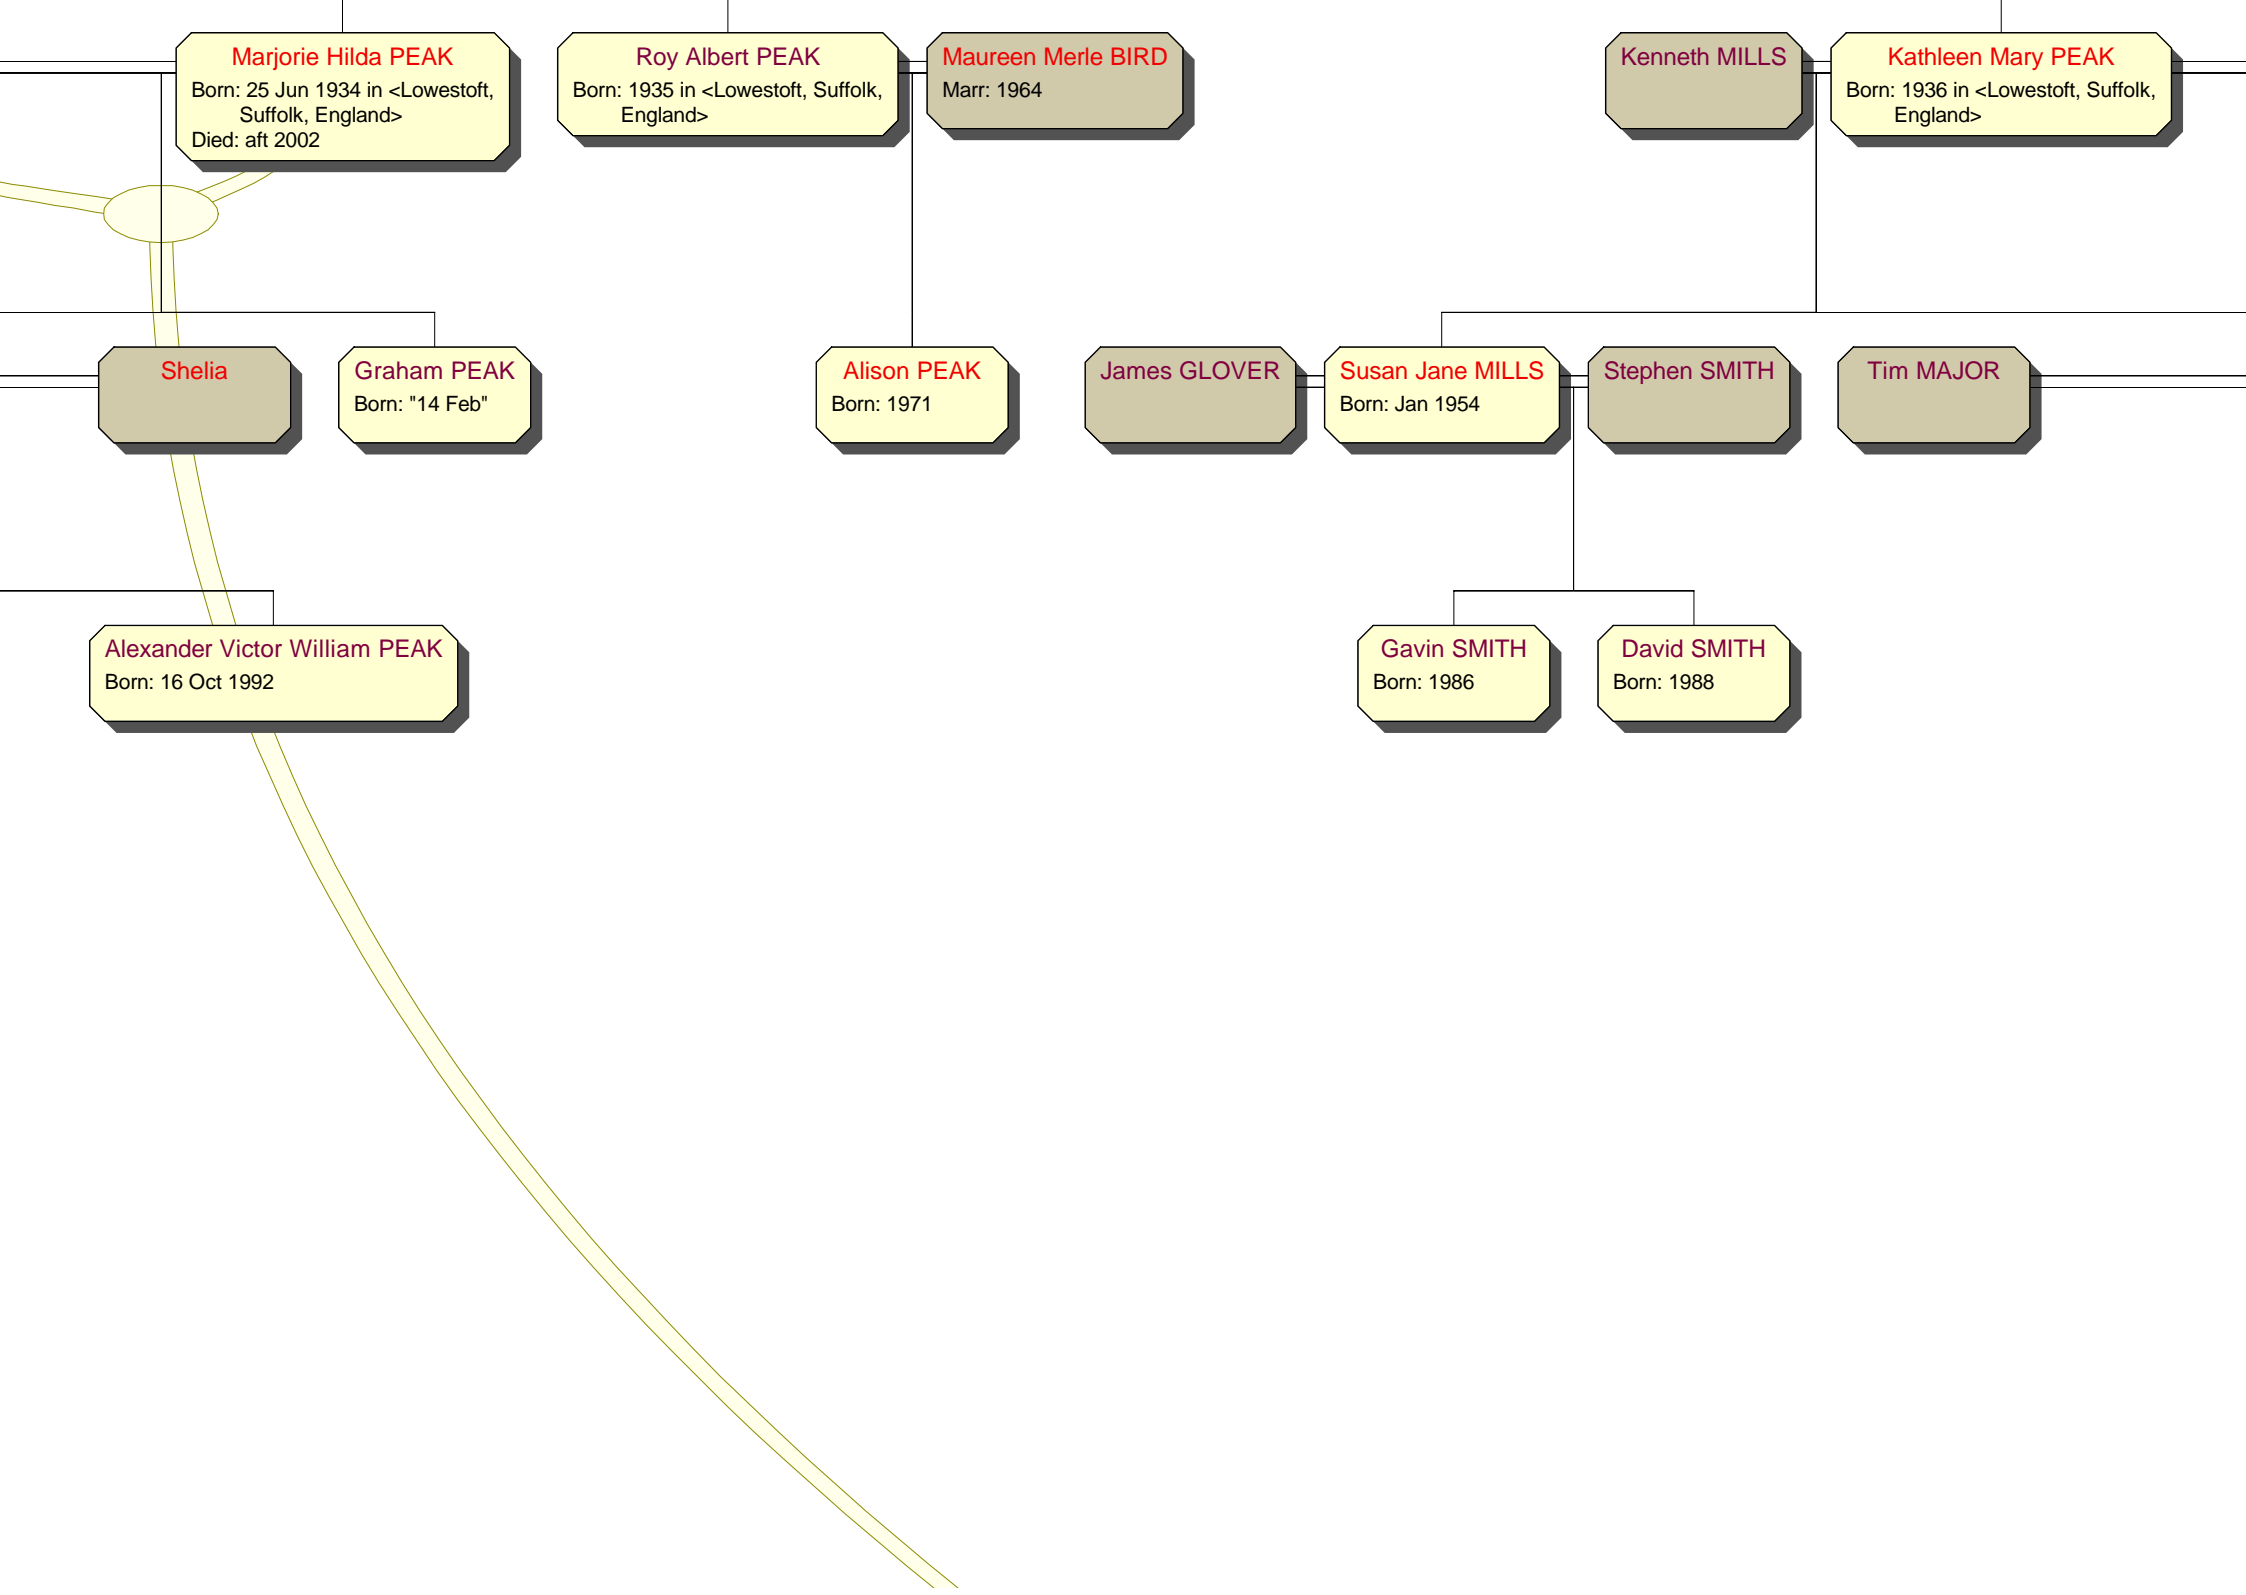 Marjorie Hilda PEAK
Born: 25 Jun 1934 in <Lowestoft,
Suffolk, England>
Died: aft 2002
Roy Albert PEAK
Born: 1935 in <Lowestoft, Suffolk,
England>
Maureen Merle BIRD
Marr: 1964
Kenneth MILLS
Kathleen Mary PEAK
Born: 1936 in <Lowestoft, Suffolk,
England>
Shelia
Graham PEAK
Born: "14 Feb"
Alison PEAK
Born: 1971
James GLOVER
Susan Jane MILLS
Born: Jan 1954
Stephen SMITH
Tim MAJOR
Alexander Victor William PEAK
Born: 16 Oct 1992
Gavin SMITH
Born: 1986
David SMITH
Born: 1988